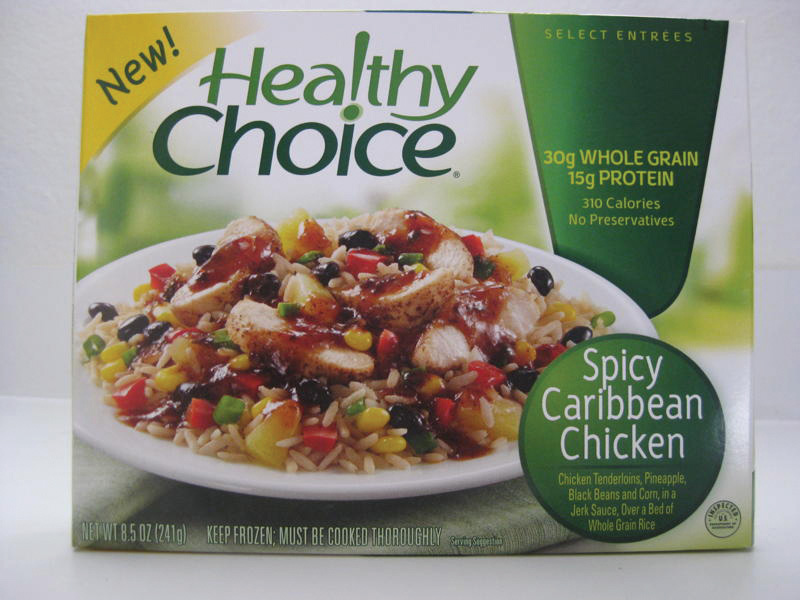 New!
Healthy
Choice®
SELECT ENTRÉES
30g WHOLE GRAIN
15g PROTEIN
310 Calories
No Preservatives
Spicy
Caribbean
Chicken
Chicken Tenderloins, Pineapple,
Black Beans and Corn, in a
Jerk Sauce, Over a Bed of
Whole Grain Rice
NET WT 8.5 OZ (241g) KEEP FROZEN; MUST BE COOKED THOROUGHLY Serving Suggestion
INSPECTED
U.S.